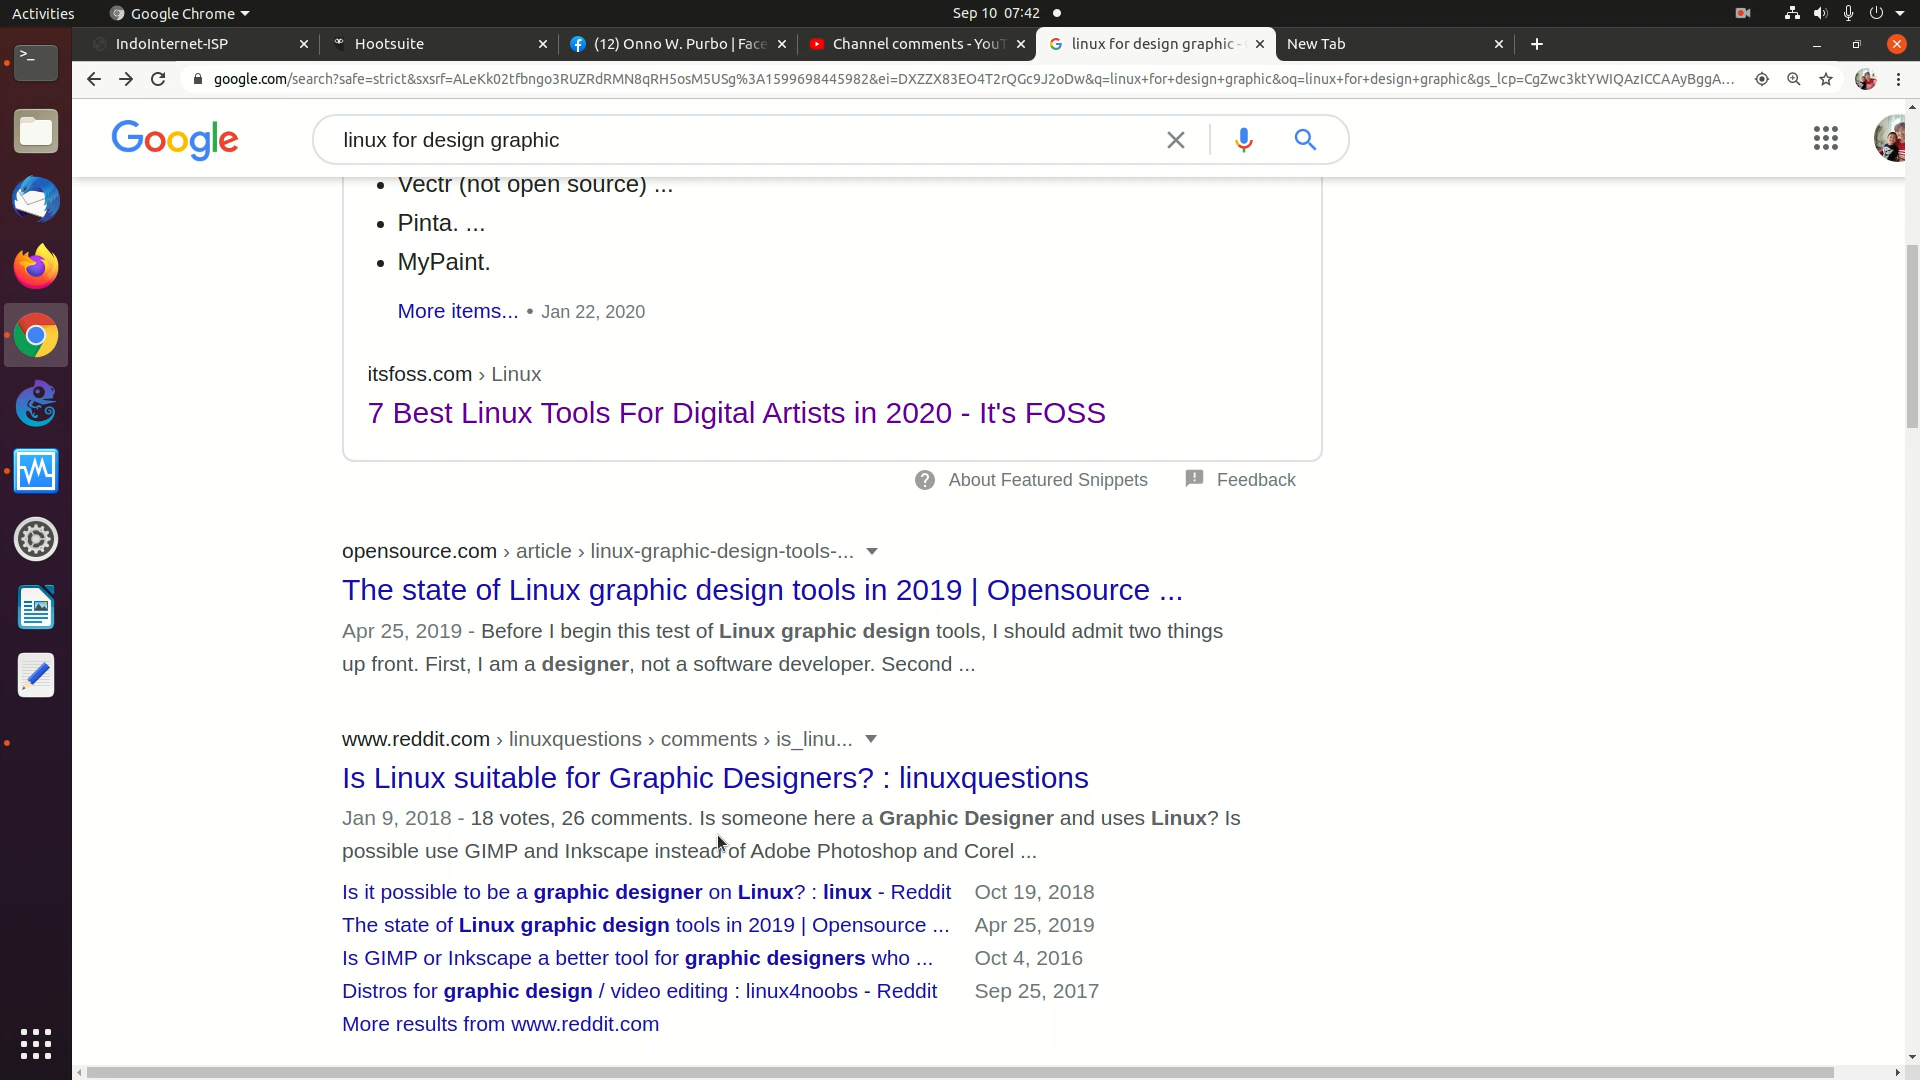 Activities Google Chrome Sep 10 07:42
IndoInternet-ISP Hootsuite (12) Onno W. Purbo | Face Channel comments - YouT linux for design graphic - New Tab
google.com/search?safe=strict&sxsrf=ALeKk02tfbngo3RUZRdRMN8qRH5osM5USg%3A1599698445982&ei=DXZZX83EO4T2rQGc9J2oDw&q=linux+for+design+graphic&oq=linux+for+design+graphic&gs_lcp=CgZwc3ktYWIQAzICCAAyBggA...
Google linux for design graphic
• Vectr (not open source) ...
• Pinta. ...
• MyPaint.
More items... • Jan 22, 2020
itsfoss.com › Linux
7 Best Linux Tools For Digital Artists in 2020 - It's FOSS
About Featured Snippets Feedback
opensource.com › article › linux-graphic-design-tools-...
The state of Linux graphic design tools in 2019 | Opensource ...
Apr 25, 2019 - Before I begin this test of Linux graphic design tools, I should admit two things
up front. First, I am a designer, not a software developer. Second ...
www.reddit.com › linuxquestions › comments › is_linu...
Is Linux suitable for Graphic Designers? : linuxquestions
Jan 9, 2018 - 18 votes, 26 comments. Is someone here a Graphic Designer and uses Linux? Is
possible use GIMP and Inkscape instead of Adobe Photoshop and Corel ...
Is it possible to be a graphic designer on Linux? : linux - Reddit Oct 19, 2018
The state of Linux graphic design tools in 2019 | Opensource ... Apr 25, 2019
Is GIMP or Inkscape a better tool for graphic designers who ... Oct 4, 2016
Distros for graphic design / video editing : linux4noobs - Reddit Sep 25, 2017
More results from www.reddit.com